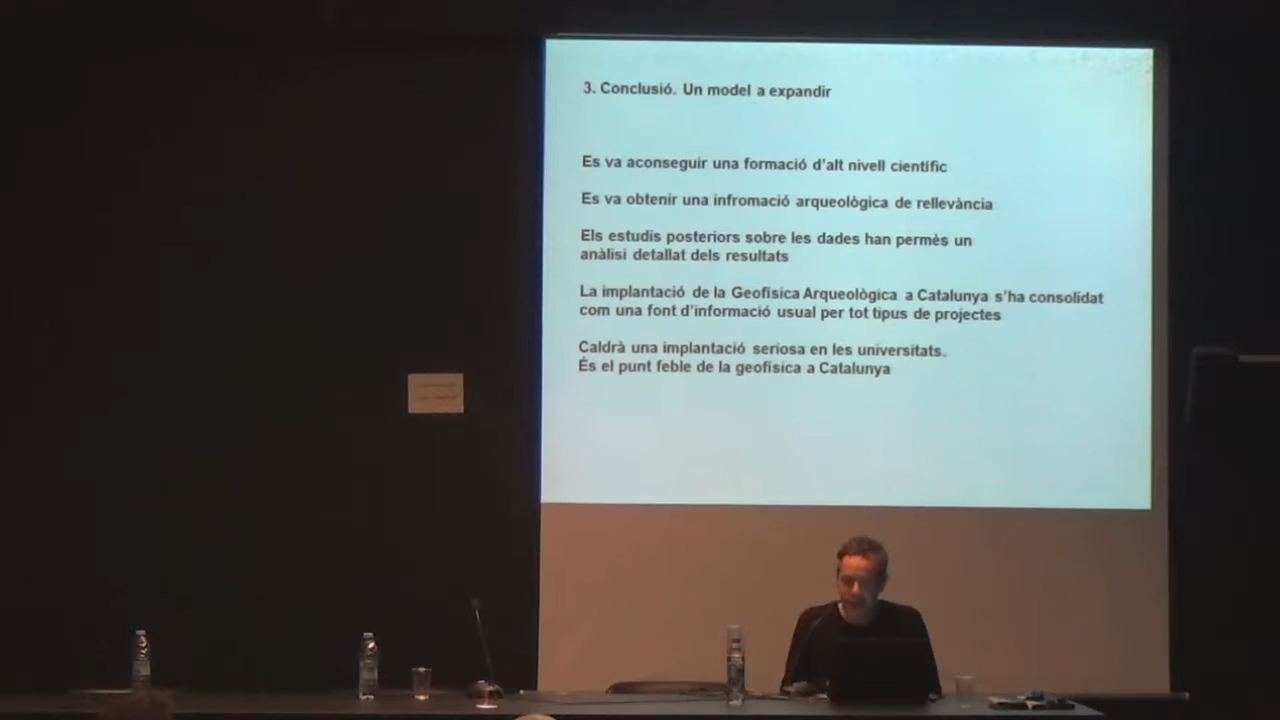 3. Conclusió. Un model a expandir
Es va aconseguir una formació d'alt nivell científic
Es va obtenir una infromació arqueològica de rellevància
Els estudis posteriors sobre les dades han permès un
anàlisi detallat dels resultats
La implantació de la Geofísica Arqueològica a Catalunya s'ha consolidat
com una font d'informació usual per tot tipus de projectes
Caldrà una implantació seriosa en les universitats.
És el punt feble de la geofísica a Catalunya